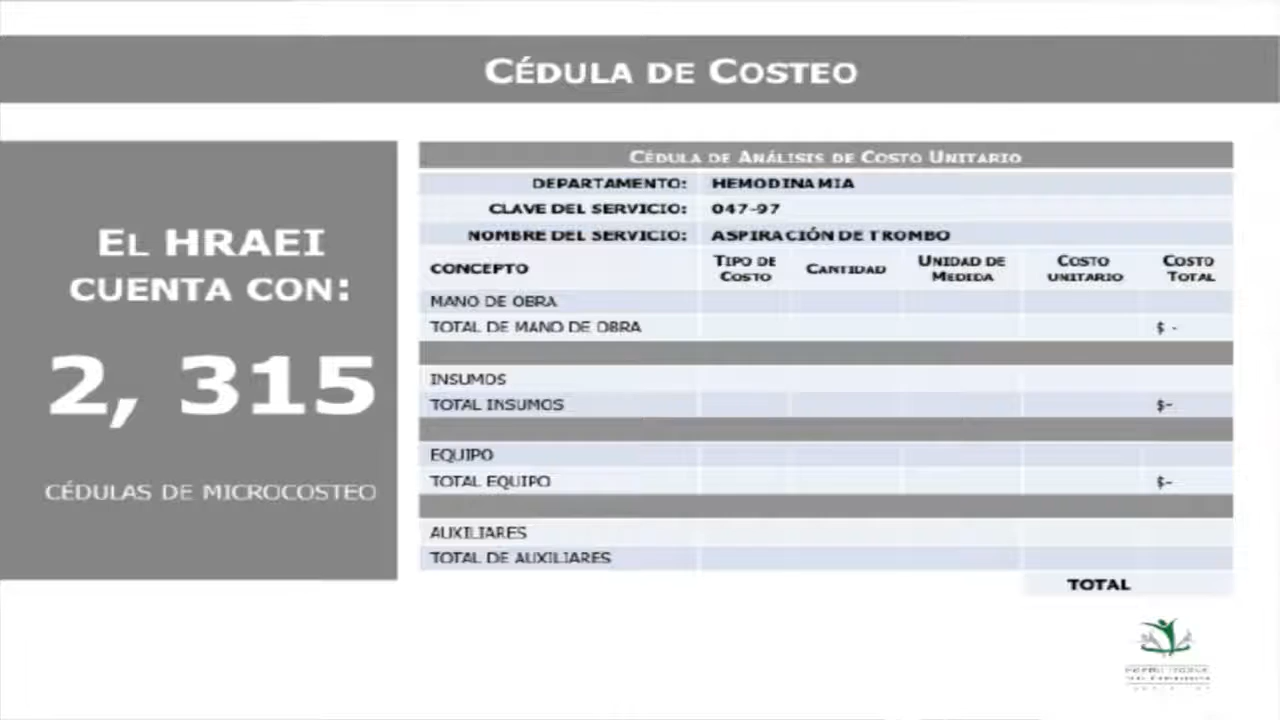 CÉDULA DE COSTEO
EL HRAEI
CUENTA CON:
2, 315
CÉDULAS DE MICROCOSTEO
CÉDULA DE ANÁLISIS DE COSTO UNITARIO
DEPARTAMENTO: HEMODINAMIA
CLAVE DEL SERVICIO: 047-97
NOMBRE DEL SERVICIO: ASPIRACIÓN DE TROMBO
CONCEPTO TIPO DE COSTO CANTIDAD UNIDAD DE MEDIDA COSTO UNITARIO COSTO TOTAL
MANO DE OBRA
TOTAL DE MANO DE OBRA $ -
INSUMOS
TOTAL INSUMOS $-
EQUIPO
TOTAL EQUIPO $-
AUXILIARES
TOTAL DE AUXILIARES
TOTAL